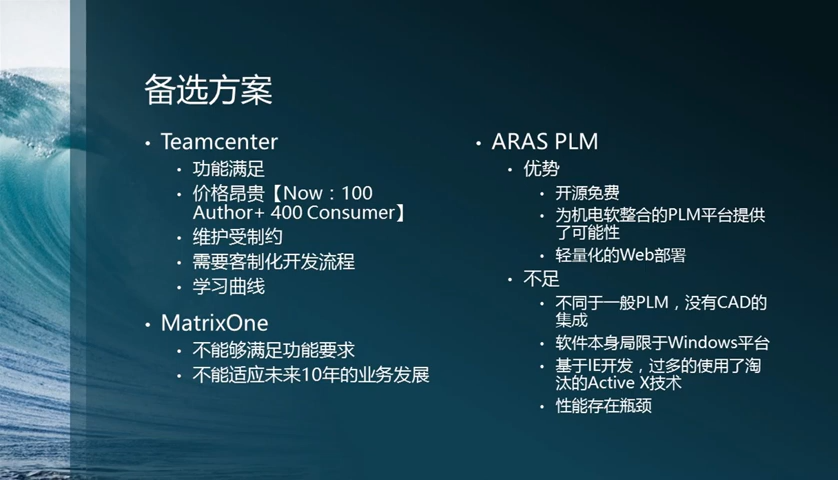 备选方案
• Teamcenter
• 功能满足
• 价格昂贵【Now：100
Author+ 400 Consumer】
• 维护受制约
• 需要客制化开发流程
• 学习曲线
• MatrixOne
• 不能够满足功能要求
• 不能适应未来10年的业务发展
• ARAS PLM
• 优势
• 开源免费
• 为机电软整合的PLM平台提供
了可能性
• 轻量化的Web部署
• 不足
• 不同于一般PLM，没有CAD的
集成
• 软件本身局限于Windows平台
• 基于IE开发，过多的使用了淘
汰的Active X技术
• 性能存在瓶颈